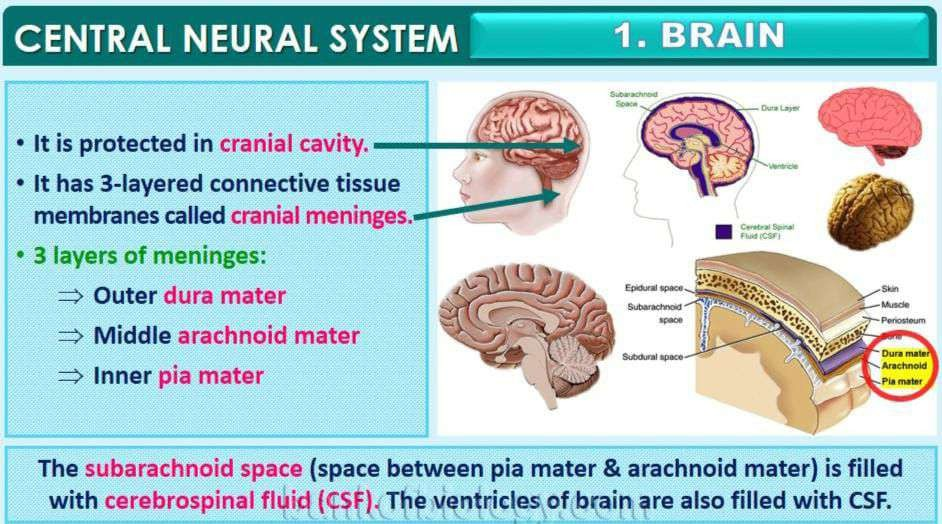 CENTRAL NEURAL SYSTEM
1. BRAIN
• It is protected in cranial cavity.
• It has 3-layered connective tissue
membranes called cranial meninges.
• 3 layers of meninges:
⇒ Outer dura mater
⇒ Middle arachnoid mater
⇒ Inner pia mater
Subarachnoid
Space
Dura Layer
Ventricle
Cerebral Spinal
Fluid (CSF)
Epidural space
Subarachnoid
space
Subdural space
Skin
Muscle
Periosteum
Bone
Dura mater
Arachnoid
Pia mater
The subarachnoid space (space between pia mater & arachnoid mater) is filled
with cerebrospinal fluid (CSF). The ventricles of brain are also filled with CSF.